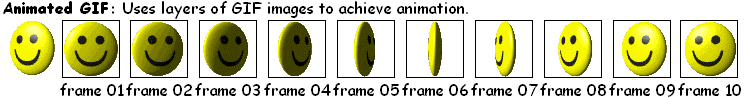 Animated GIF: Uses layers of GIF images to achieve animation.
frame 01 frame 02 frame 03 frame 04 frame 05 frame 06 frame 07 frame 08 frame 09 frame 10